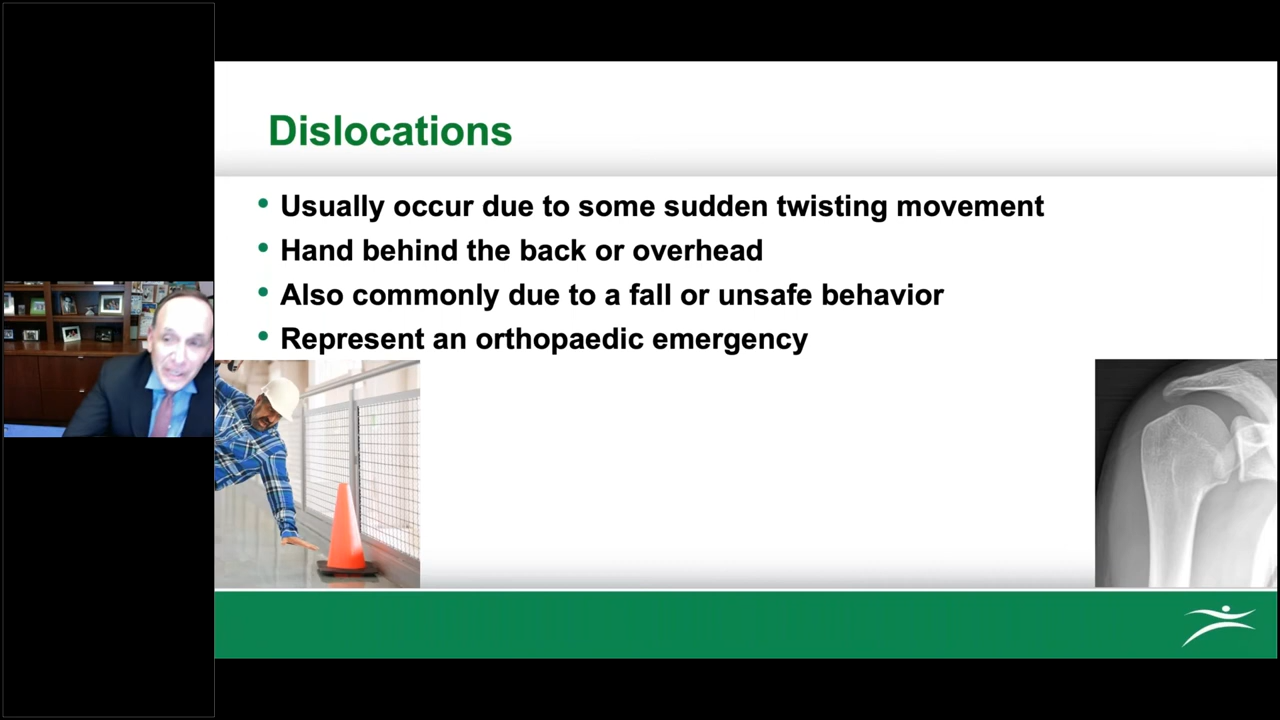 Dislocations
• Usually occur due to some sudden twisting movement
• Hand behind the back or overhead
• Also commonly due to a fall or unsafe behavior
• Represent an orthopaedic emergency